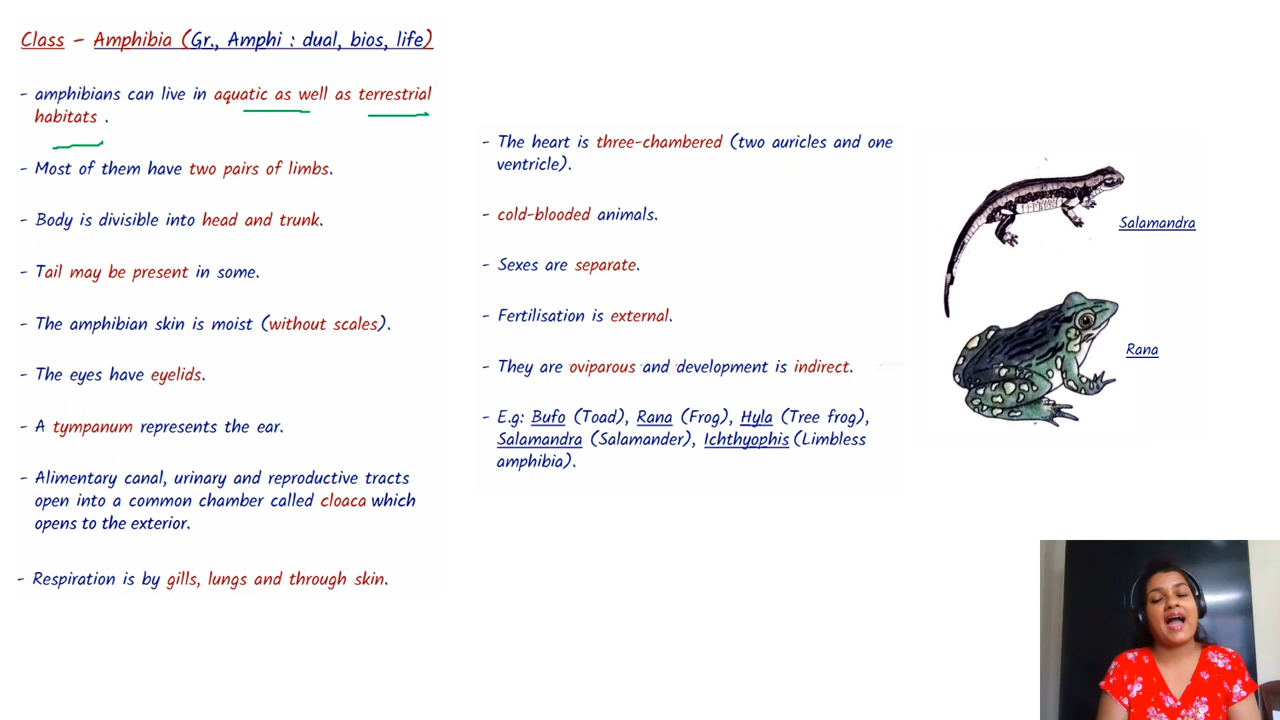 Class – Amphibia (Gr., Amphi : dual, bios, life)
- amphibians can live in aquatic as well as terrestrial
habitats .
- Most of them have two pairs of limbs.
- Body is divisible into head and trunk.
- Tail may be present in some.
- The amphibian skin is moist (without scales).
- The eyes have eyelids.
- A tympanum represents the ear.
- Alimentary canal, urinary and reproductive tracts
open into a common chamber called cloaca which
opens to the exterior.
- Respiration is by gills, lungs and through skin.
- The heart is three-chambered (two auricles and one
ventricle).
- cold-blooded animals.
- Sexes are separate.
- Fertilisation is external.
- They are oviparous and development is indirect.
- E.g: Bufo (Toad), Rana (Frog), Hyla (Tree frog),
Salamandra (Salamander), Ichthyophis (Limbless
amphibia).
Salamandra
Rana